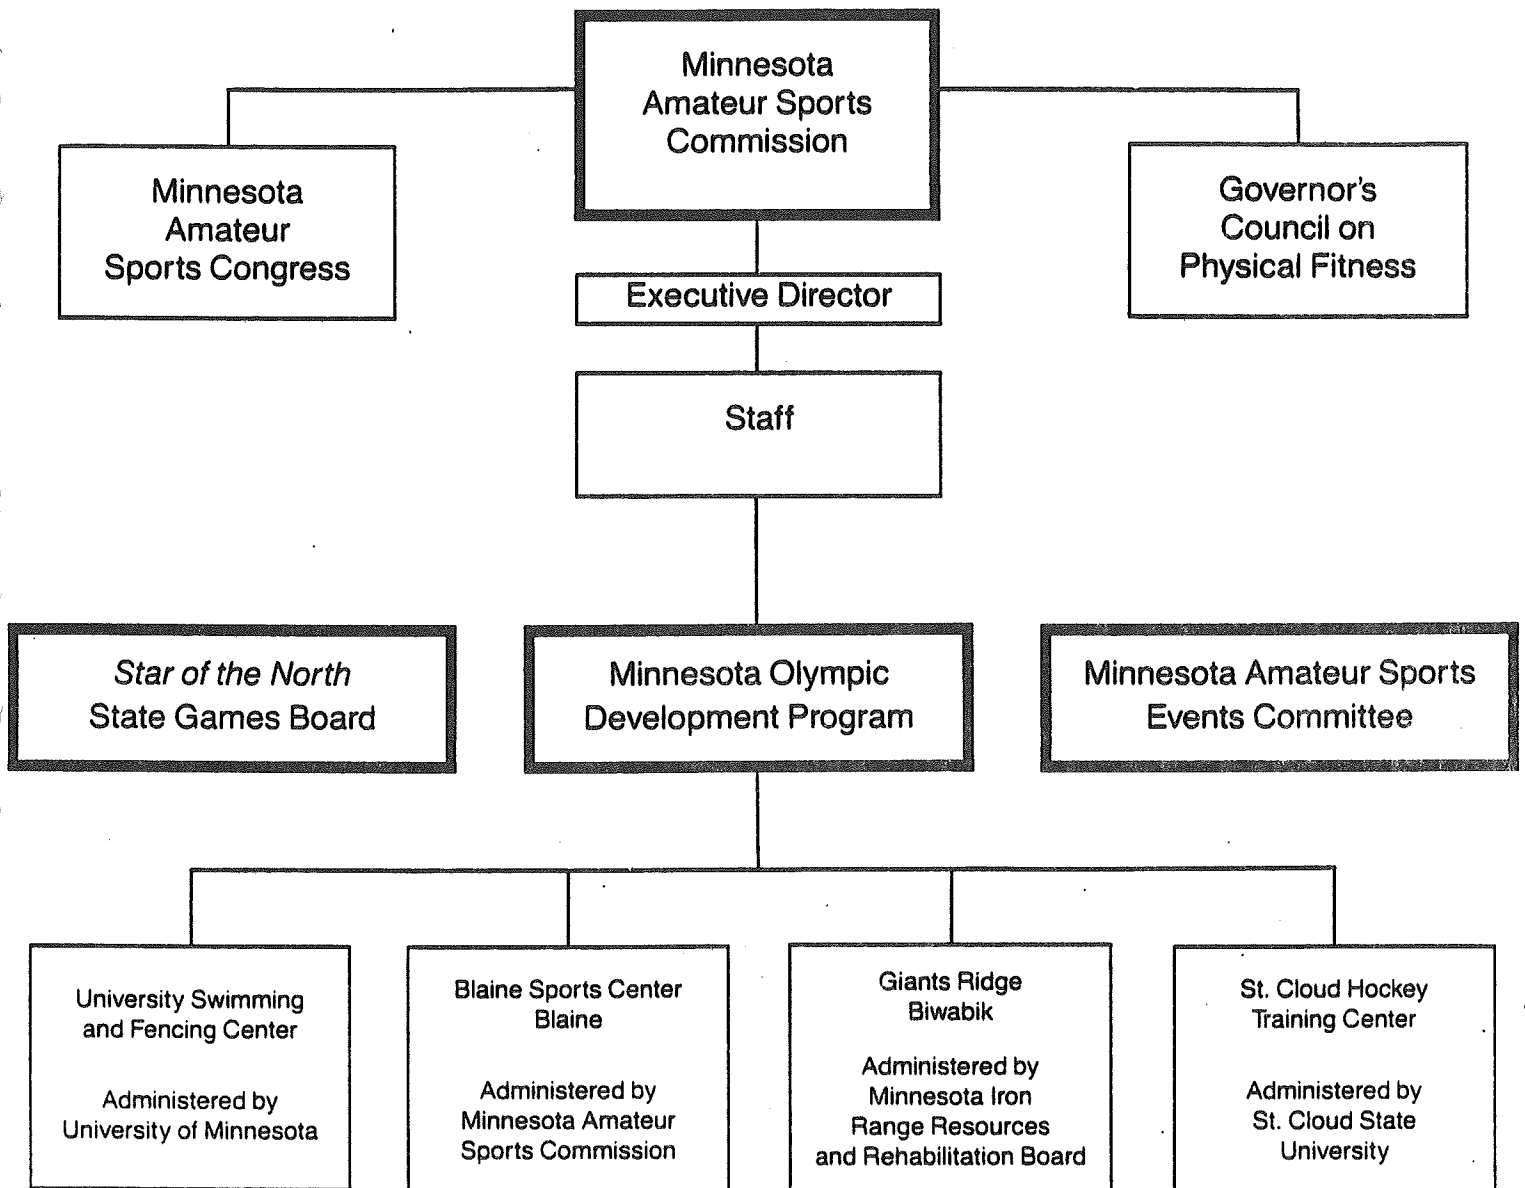 Minnesota
Amateur Sports
Commission
Minnesota
Amateur
Sports Congress
Governor's
Council on
Physical Fitness
Executive Director
Staff
Star of the North
State Games Board
Minnesota Olympic
Development Program
Minnesota Amateur Sports
Events Committee
University Swimming
and Fencing Center
Administered by
University of Minnesota
Blaine Sports Center
Blaine
Administered by
Minnesota Amateur
Sports Commission
Giants Ridge
Biwabik
Administered by
Minnesota Iron
Range Resources
and Rehabilitation Board
St. Cloud Hockey
Training Center
Administered by
St. Cloud State
University